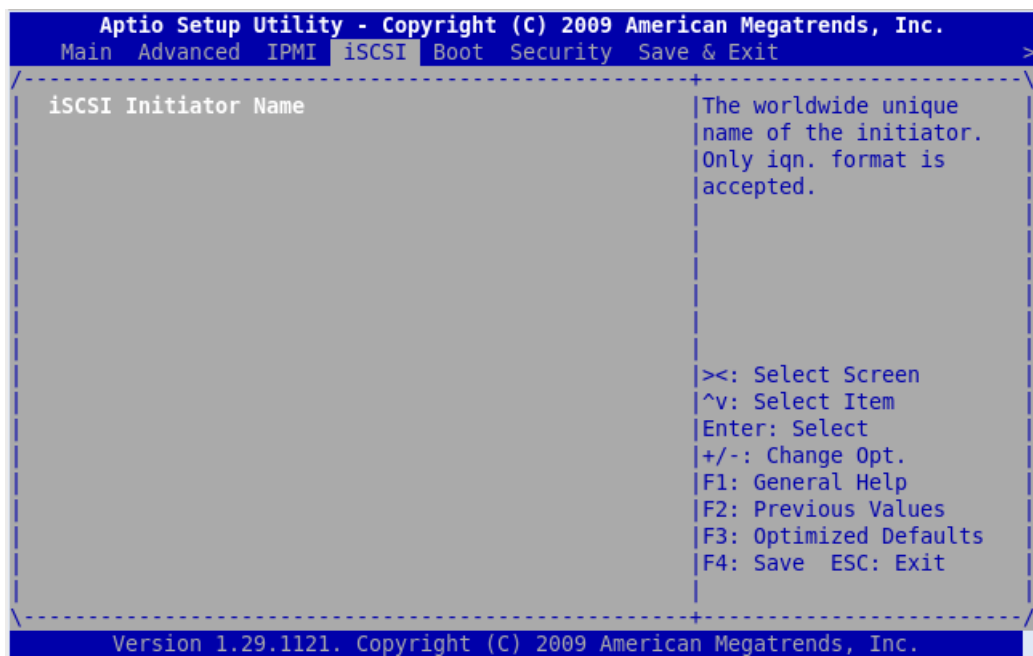 Aptio Setup Utility - Copyright (C) 2009 American Megatrends, Inc.
Main Advanced IPMI iSCSI Boot Security Save & Exit >
iSCSI Initiator Name
The worldwide unique
name of the initiator.
Only iqn. format is
accepted.
><: Select Screen
^v: Select Item
Enter: Select
+/-: Change Opt.
F1: General Help
F2: Previous Values
F3: Optimized Defaults
F4: Save ESC: Exit
Version 1.29.1121. Copyright (C) 2009 American Megatrends, Inc.